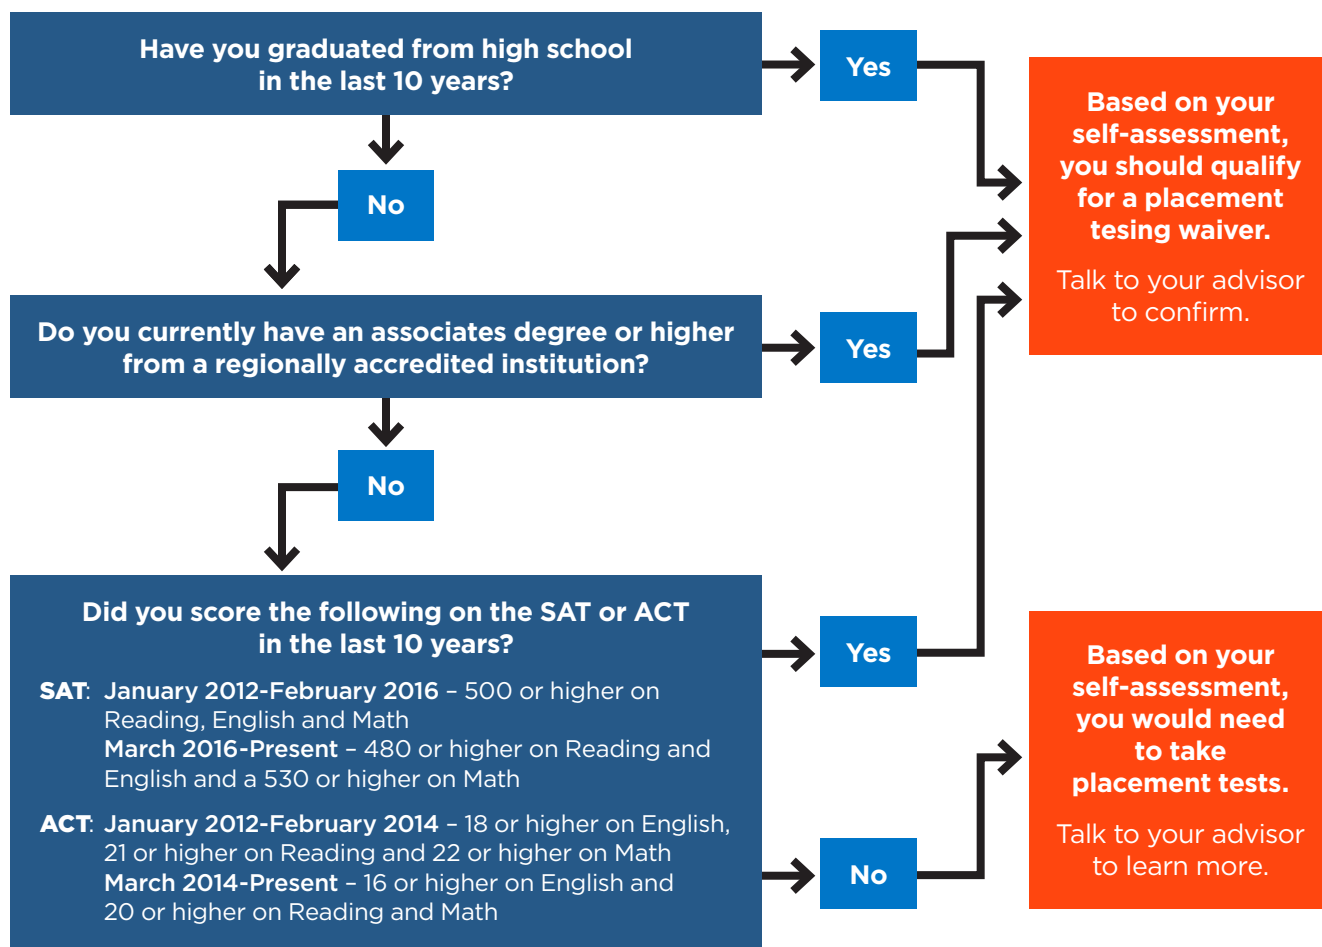 Have you graduated from high school
in the last 10 years?
Yes
No
Do you currently have an associates degree or higher
from a regionally accredited institution?
Yes
No
Did you score the following on the SAT or ACT
in the last 10 years?
SAT: January 2012-February 2016 – 500 or higher on
Reading, English and Math
March 2016-Present – 480 or higher on Reading and
English and a 530 or higher on Math
ACT: January 2012-February 2014 – 18 or higher on English,
21 or higher on Reading and 22 or higher on Math
March 2014-Present – 16 or higher on English and
20 or higher on Reading and Math
Yes
No
Based on your
self-assessment,
you should qualify
for a placement
tesing waiver.
Talk to your advisor
to confirm.
Based on your
self-assessment,
you would need
to take
placement tests.
Talk to your advisor
to learn more.